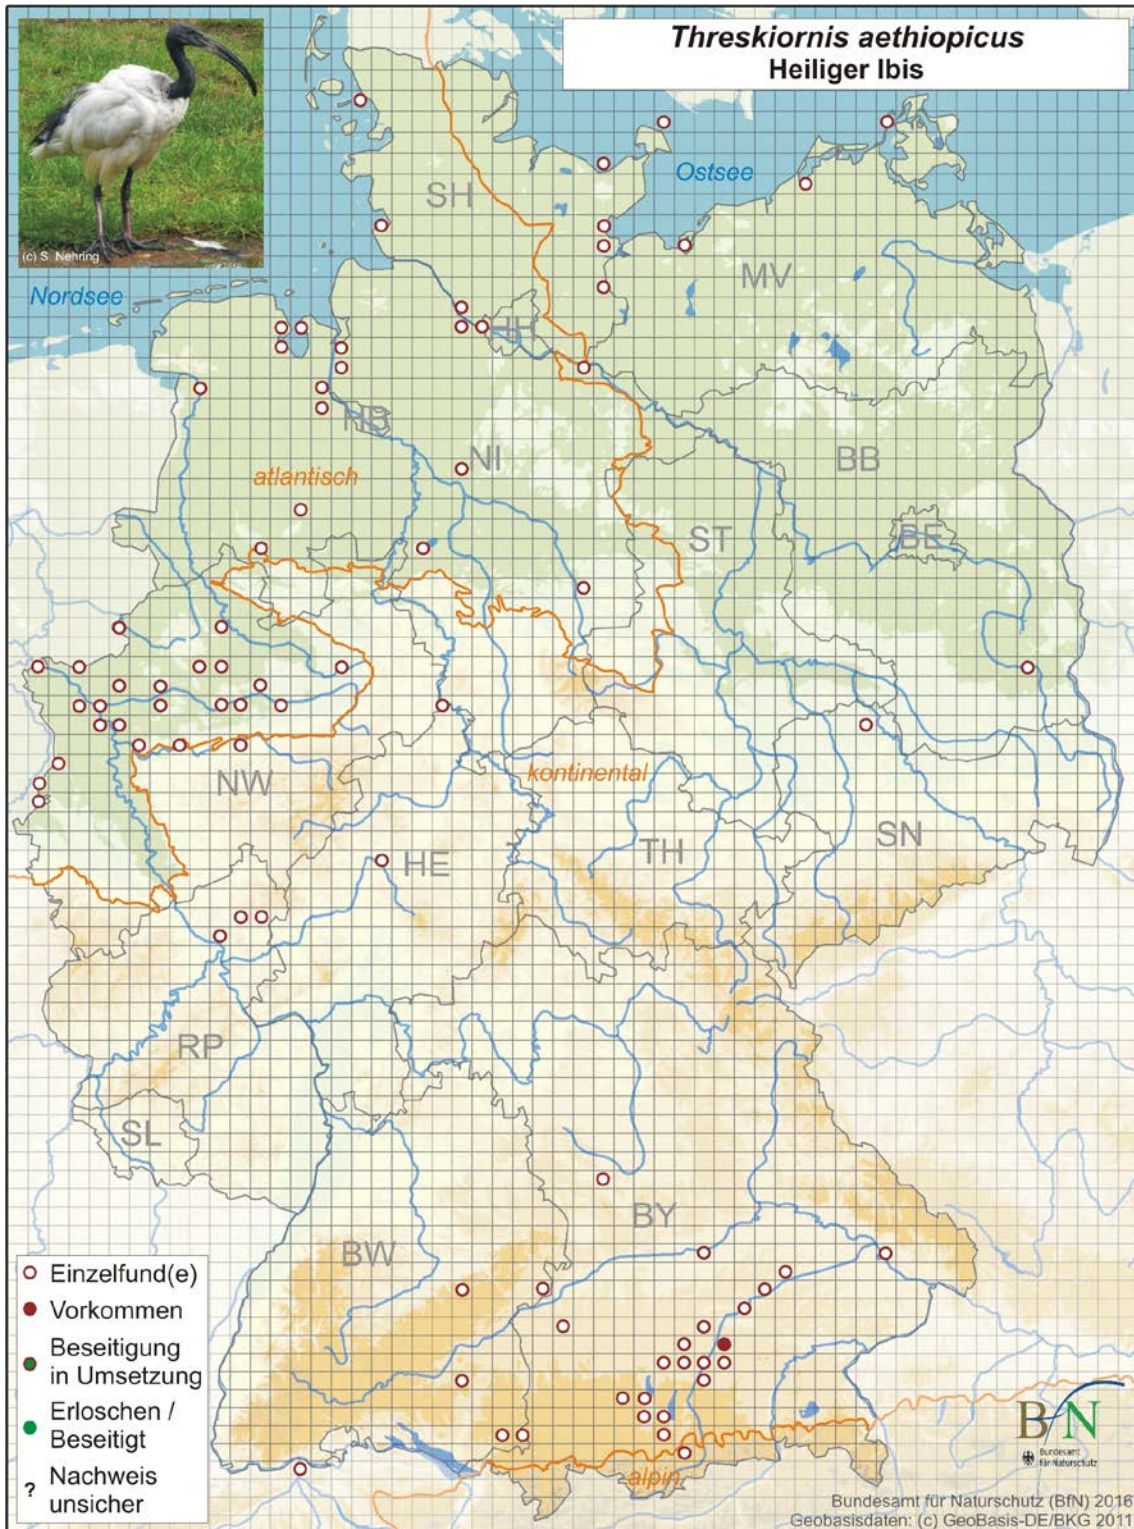 Threskiornis aethiopicus
Heiliger Ibis
(c) S. Nehring
Ostsee
SH
MV
Nordsee
HH
HB
NI
BB
atlantisch
ST
BE
kontinental
NW
SN
HE
TH
RP
SL
BY
BW
alpin
Einzelfund(e)
Vorkommen
Beseitigung
in Umsetzung
Erloschen /
Beseitigt
? Nachweis
unsicher
BfN
Bundesamt
für Naturschutz
Bundesamt für Naturschutz (BfN) 2016
Geobasisdaten: (c) GeoBasis-DE/BKG 2011